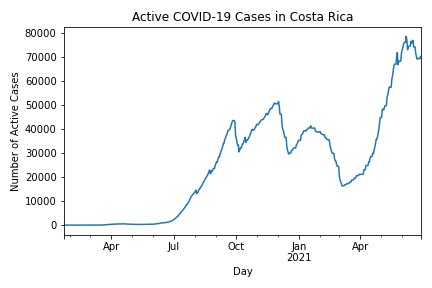 Active COVID-19 Cases in Costa Rica
Number of Active Cases
80000
70000
60000
50000
40000
30000
20000
10000
0
Apr Jul Oct Jan Apr
2021
Day